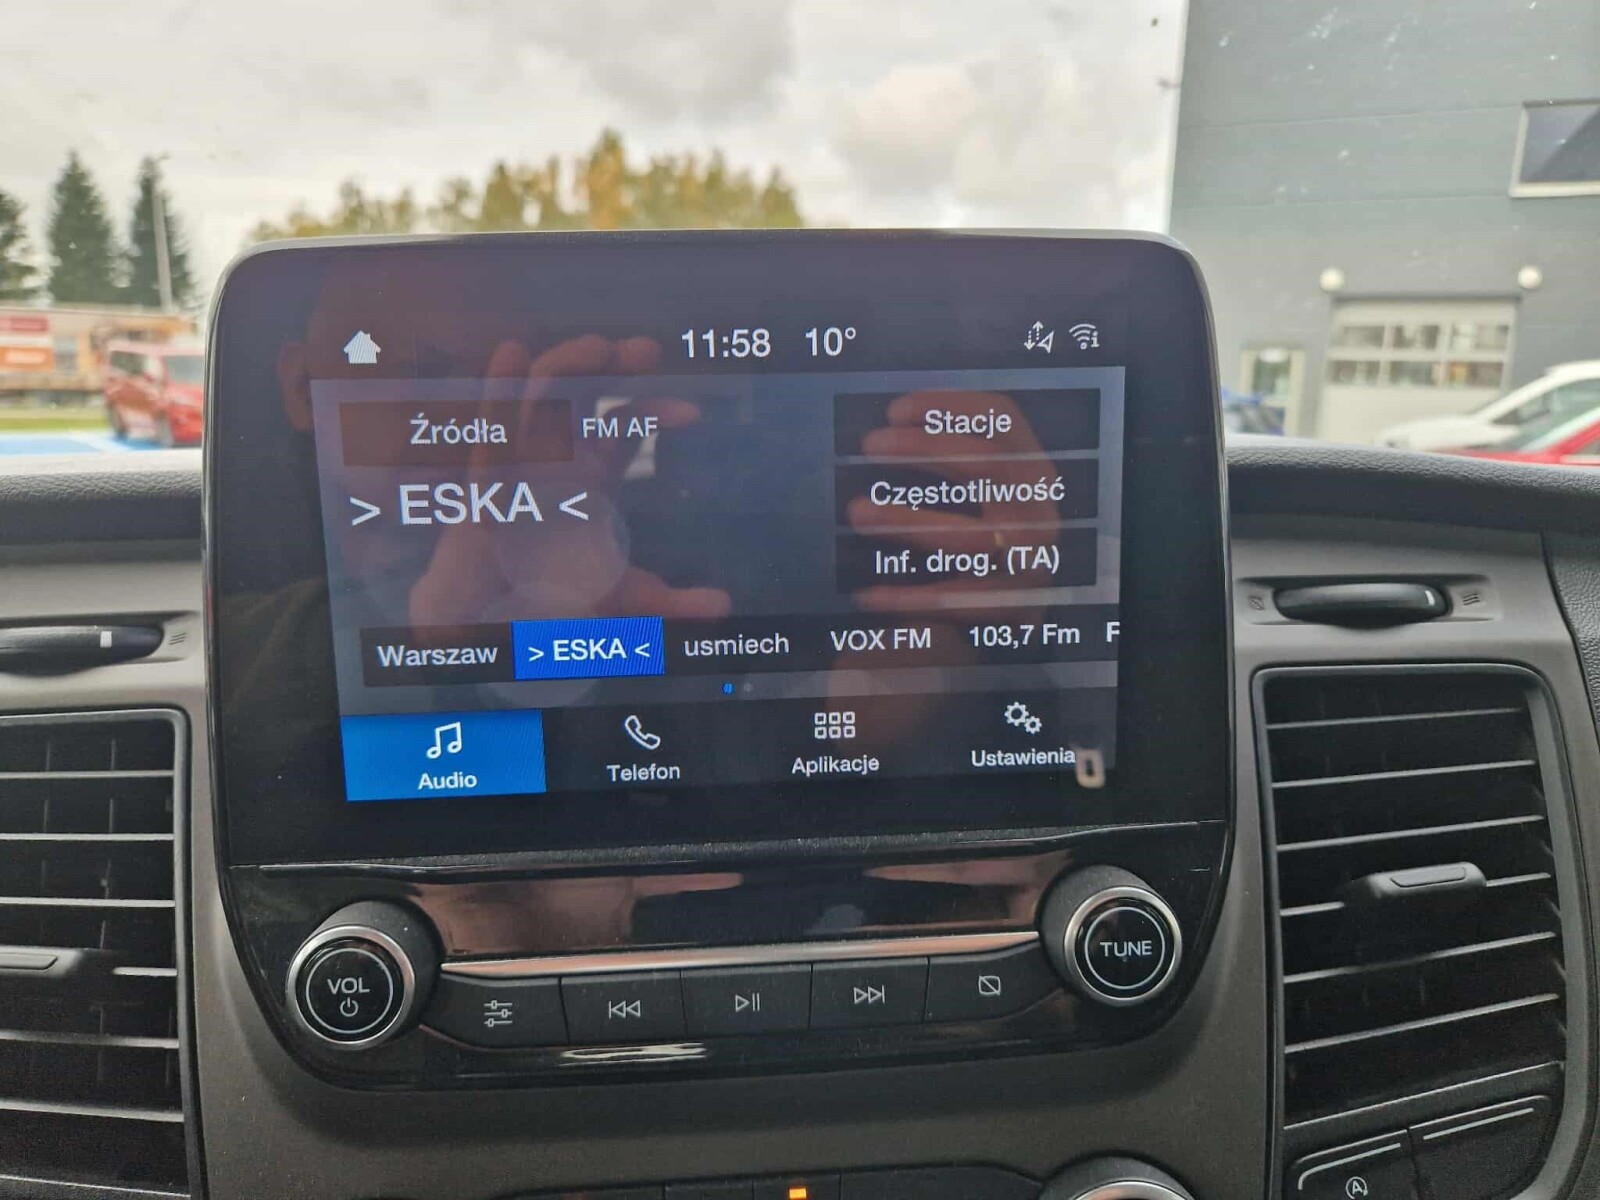 11:58 10°
Źródła FM AF Stacje
> ESKA <
Częstotliwość
Inf. drog. (TA)
Warszaw > ESKA < usmiech VOX FM 103,7 Fm F
Audio Telefon Aplikacje Ustawienia
VOL TUNE